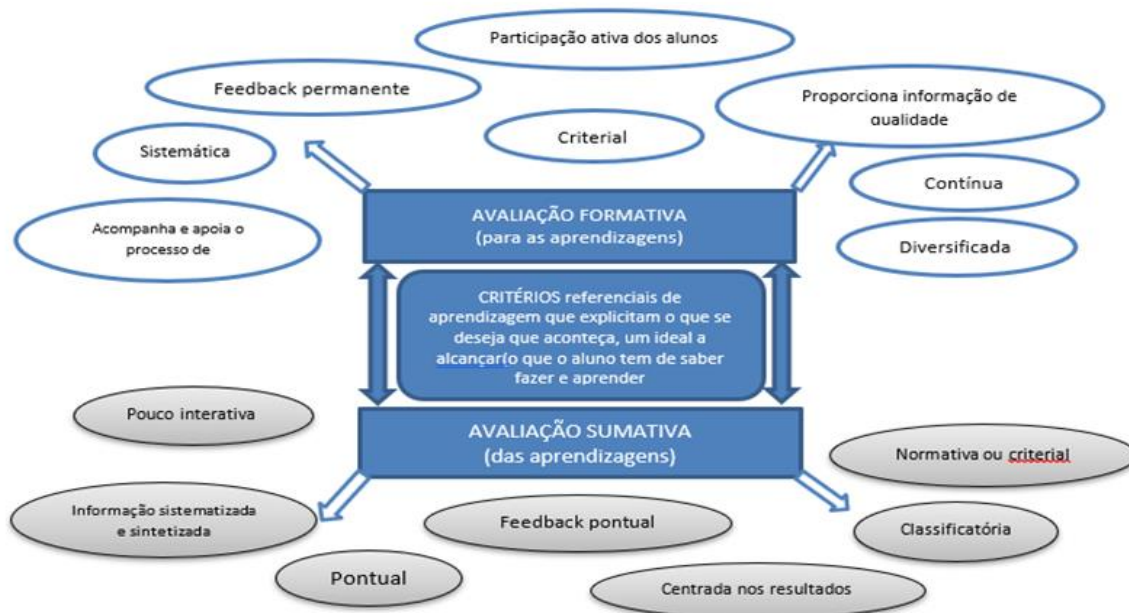 Participação ativa dos alunos
Feedback permanente
Proporciona informação de
qualidade
Criterial
Sistemática
Contínua
Acompanha e apoia o
processo de
Diversificada
AVALIAÇÃO FORMATIVA
(para as aprendizagens)
CRITÉRIOS referenciais de
aprendizagem que explicitam o que se
deseja que aconteça, um ideal a
alcançar(o que o aluno tem de saber
fazer e aprender
Pouco interativa
AVALIAÇÃO SUMATIVA
(das aprendizagens)
Normativa ou criterial
Informação sistematizada
e sintetizada
Feedback pontual
Classificatória
Pontual
Centrada nos resultados